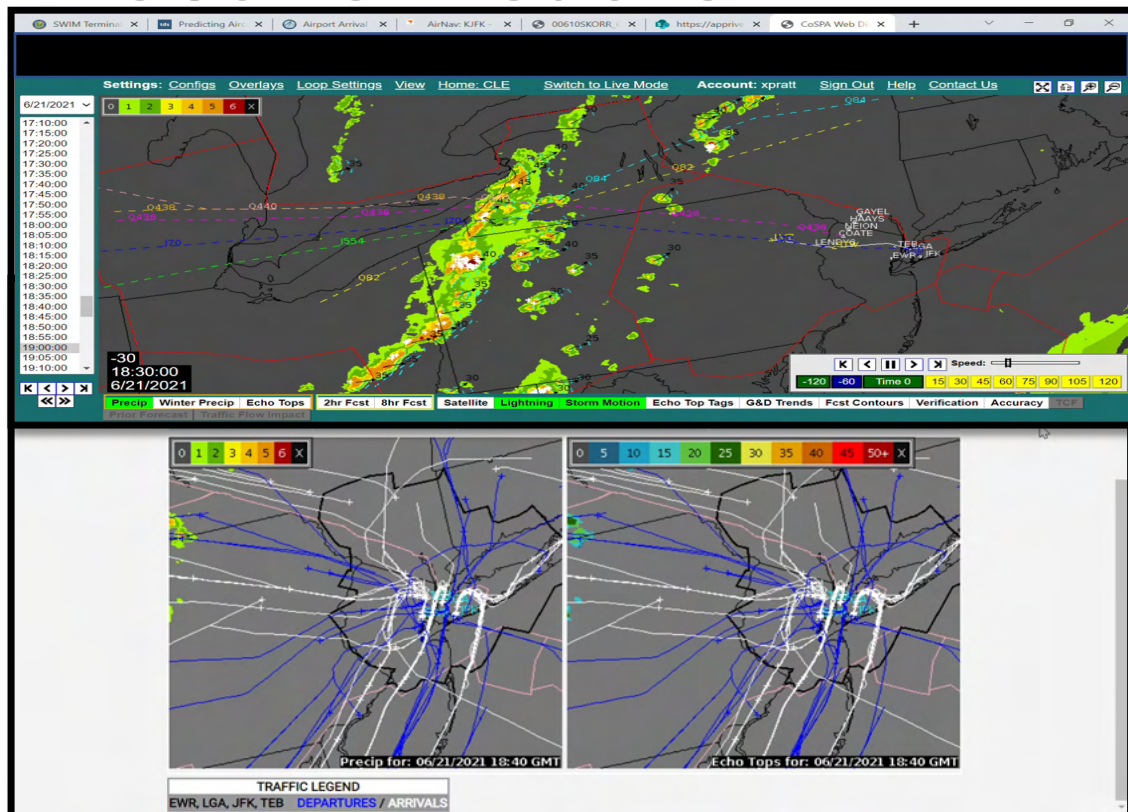 SWIM Termina
Predicting Airc
Airport Arrival
AirNav: KJFK -
00610SKORR_
https://apprive
CoSPA Web Di
Settings: Configs Overlays Loop Settings View Home: CLE Switch to Live Mode Account: xpratt Sign Out Help Contact Us
6/21/2021
0 1 2 3 4 5 6 X
17:10:00
17:15:00
17:20:00
17:25:00
17:30:00
17:35:00
17:40:00
17:45:00
17:50:00
17:55:00
18:00:00
18:05:00
18:10:00
18:15:00
18:20:00
18:25:00
18:30:00
18:35:00
18:40:00
18:45:00
18:50:00
18:55:00
19:00:00
19:05:00
19:10:00
Q84
Q82
Q84
Q438
Q440
Q438
Q438
J70
I554
Q82
Q438
Q438
GAYEL
HAAYS
NEION
COATE
LENDY
TEB
EWR
JFK
-30
18:30:00
6/21/2021
Speed:
-120 -60 Time 0 15 30 45 60 75 90 105 120
Precip Winter Precip Echo Tops 2hr Fcst 8hr Fcst Satellite Lightning Storm Motion Echo Top Tags G&D Trends Fcst Contours Verification Accuracy TCF
Prior Forecast Traffic Flow Impact
0 1 2 3 4 5 6 X
0 5 10 15 20 25 30 35 40 45 50+ X
Precip for: 06/21/2021 18:40 GMT
Echo Tops for: 06/21/2021 18:40 GMT
TRAFFIC LEGEND
EWR, LGA, JFK, TEB DEPARTURES / ARRIVALS